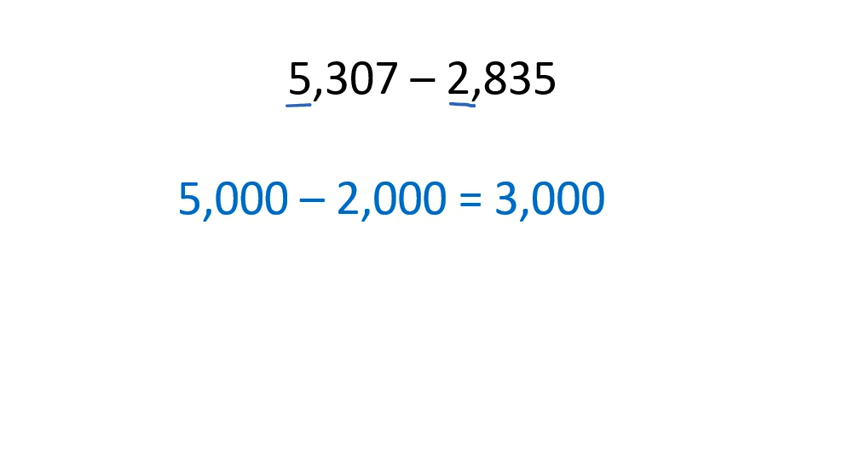 5,307 – 2,835
5,000 – 2,000 = 3,000